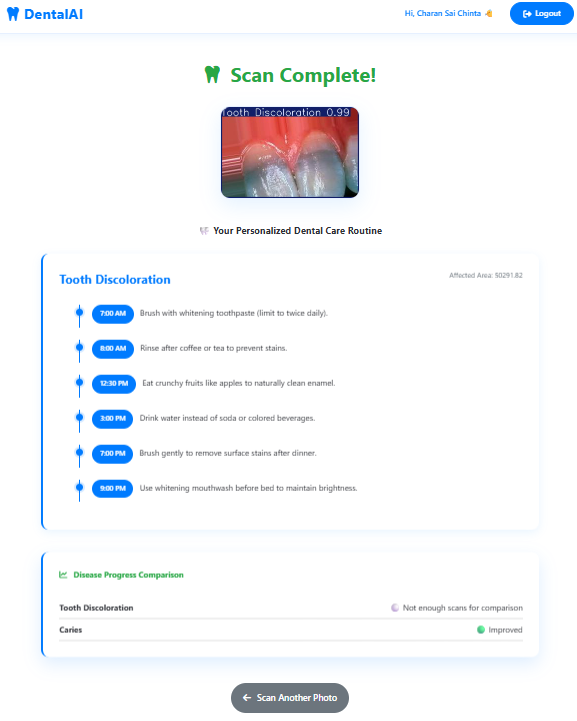 DentalAI
Hi, Charan Sai Chinta
Logout
Scan Complete!
Tooth Discoloration 0.99
Your Personalized Dental Care Routine
Tooth Discoloration
Affected Area: 50291.82
7:00 AM Brush with whitening toothpaste (limit to twice daily).
8:00 AM Rinse after coffee or tea to prevent stains.
12:30 PM Eat crunchy fruits like apples to naturally clean enamel.
3:00 PM Drink water instead of soda or colored beverages.
7:00 PM Brush gently to remove surface stains after dinner.
9:00 PM Use whitening mouthwash before bed to maintain brightness.
Disease Progress Comparison
Tooth Discoloration Not enough scans for comparison
Caries Improved
Scan Another Photo